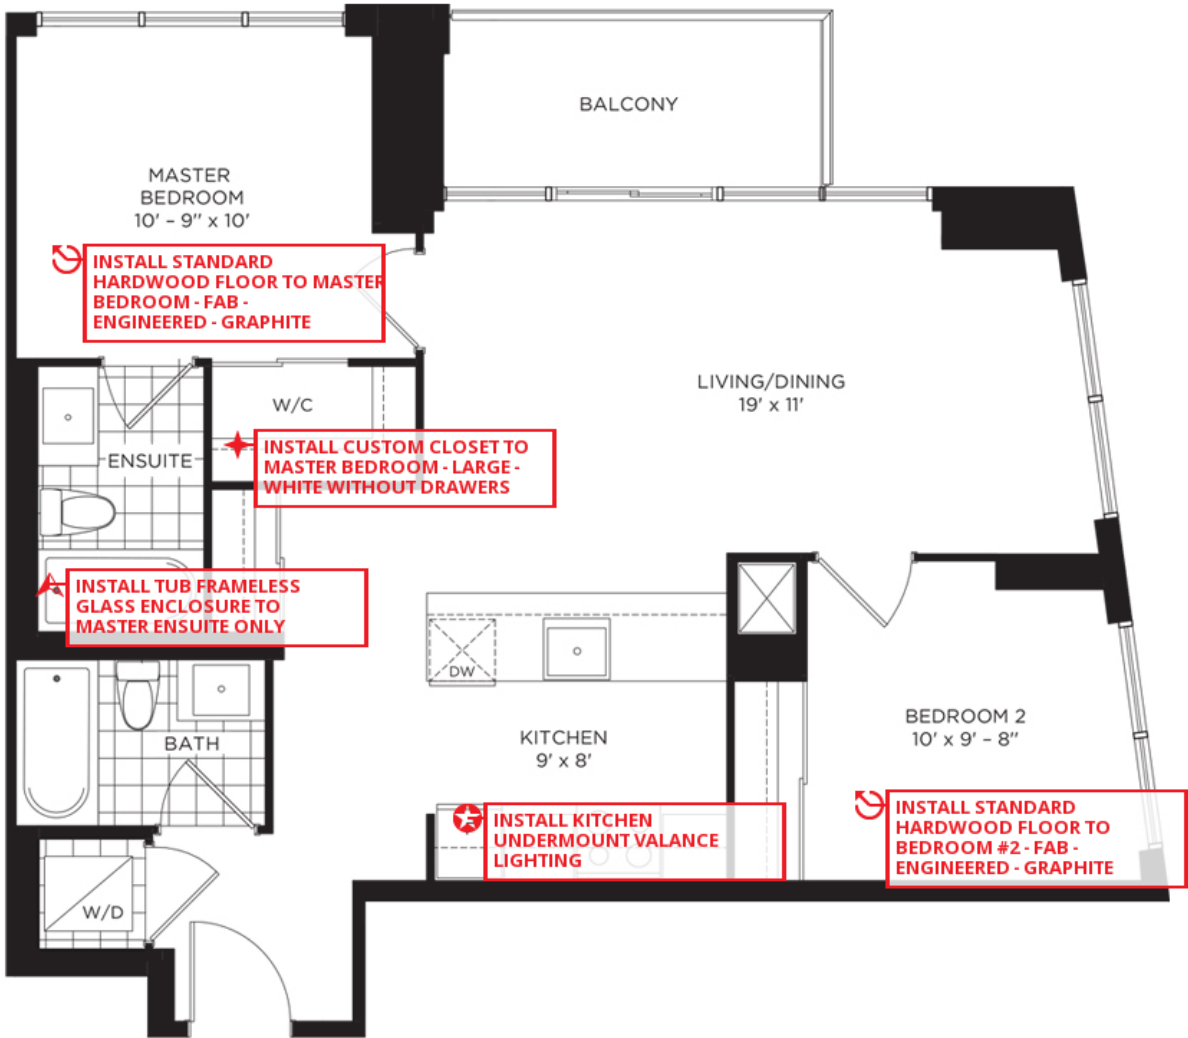 BALCONY
MASTER
BEDROOM
10' – 9" x 10'
INSTALL STANDARD
HARDWOOD FLOOR TO MASTER
BEDROOM - FAB -
ENGINEERED - GRAPHITE
LIVING/DINING
19' x 11'
W/C
INSTALL CUSTOM CLOSET TO
MASTER BEDROOM - LARGE -
WHITE WITHOUT DRAWERS
ENSUITE
INSTALL TUB FRAMELESS
GLASS ENCLOSURE TO
MASTER ENSUITE ONLY
DW
BATH
KITCHEN
9' x 8'
BEDROOM 2
10' x 9' – 8"
INSTALL KITCHEN
UNDERMOUNT VALANCE
LIGHTING
INSTALL STANDARD
HARDWOOD FLOOR TO
BEDROOM #2 - FAB -
ENGINEERED - GRAPHITE
W/D